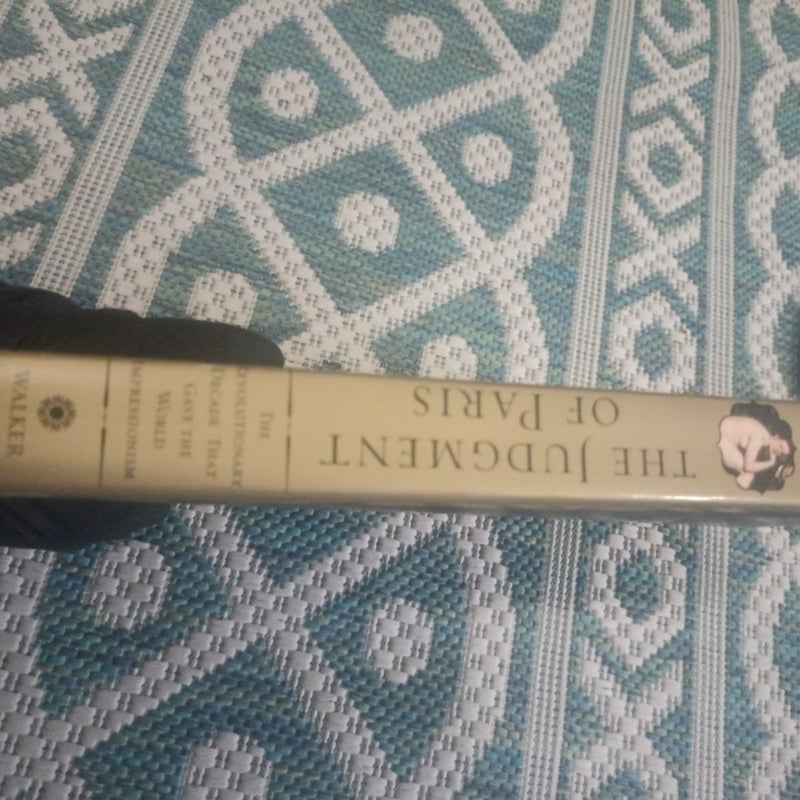 THE JUDGMENT
OF PARIS
THE
REVOLUTIONARY
DECADE THAT
GAVE THE
WORLD
IMPRESSIONISM
WALKER